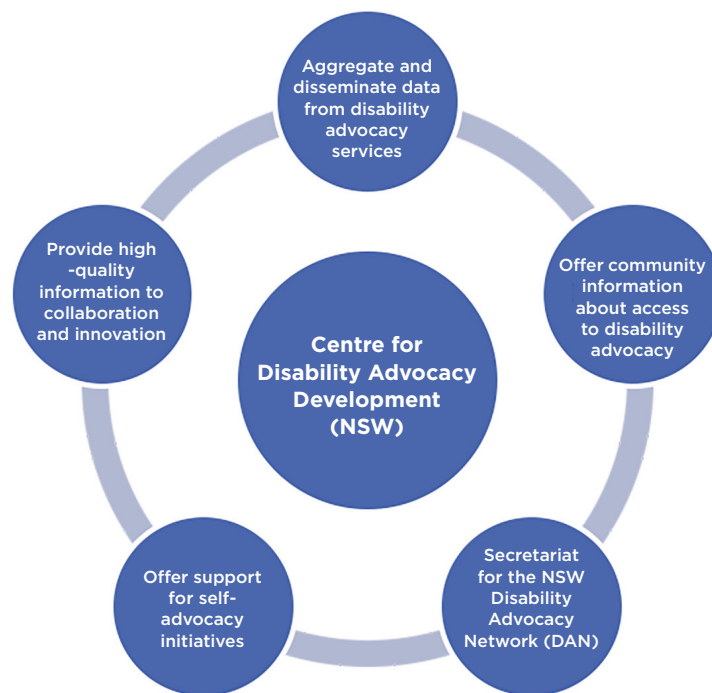 Aggregate and
disseminate data
from disability
advocacy
services
Provide high
-quality
information to
collaboration
and innovation
Offer community
information
about access
to disability
advocacy
Centre for
Disability Advocacy
Development
(NSW)
Offer support
for self-
advocacy
initiatives
Secretariat
for the NSW
Disability
Advocacy
Network (DAN)